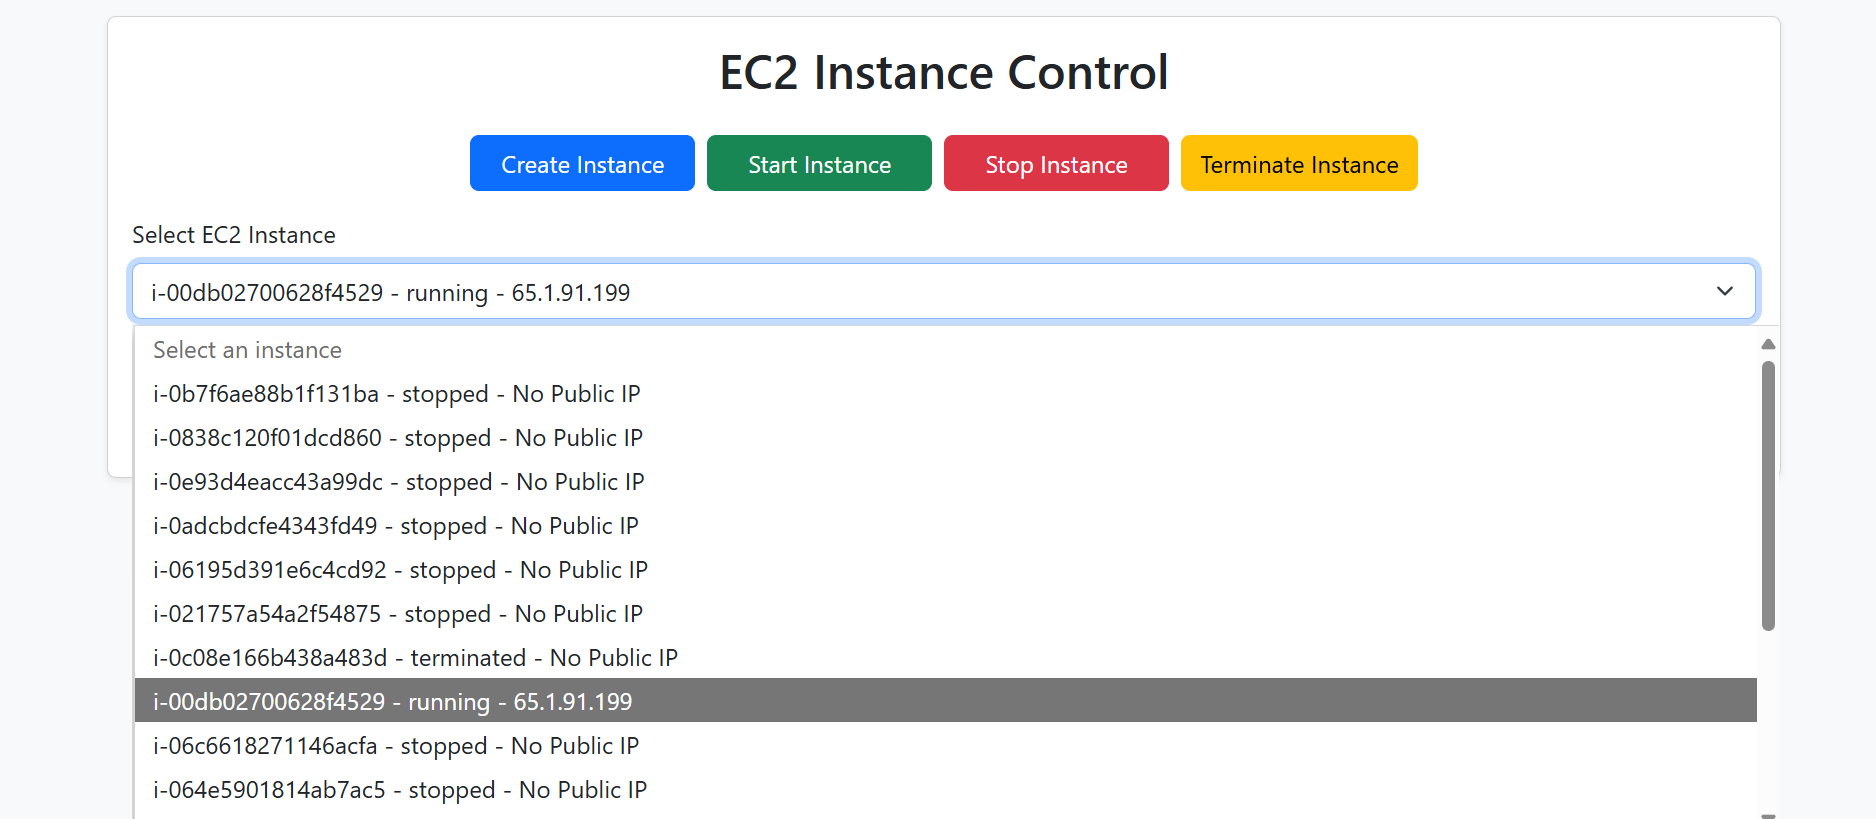 EC2 Instance Control
Create Instance Start Instance Stop Instance Terminate Instance
Select EC2 Instance
i-00db02700628f4529 - running - 65.1.91.199
Select an instance
i-0b7f6ae88b1f131ba - stopped - No Public IP
i-0838c120f01dcd860 - stopped - No Public IP
i-0e93d4eacc43a99dc - stopped - No Public IP
i-0adcbdcfe4343fd49 - stopped - No Public IP
i-06195d391e6c4cd92 - stopped - No Public IP
i-021757a54a2f54875 - stopped - No Public IP
i-0c08e166b438a483d - terminated - No Public IP
i-00db02700628f4529 - running - 65.1.91.199
i-06c6618271146acfa - stopped - No Public IP
i-064e5901814ab7ac5 - stopped - No Public IP